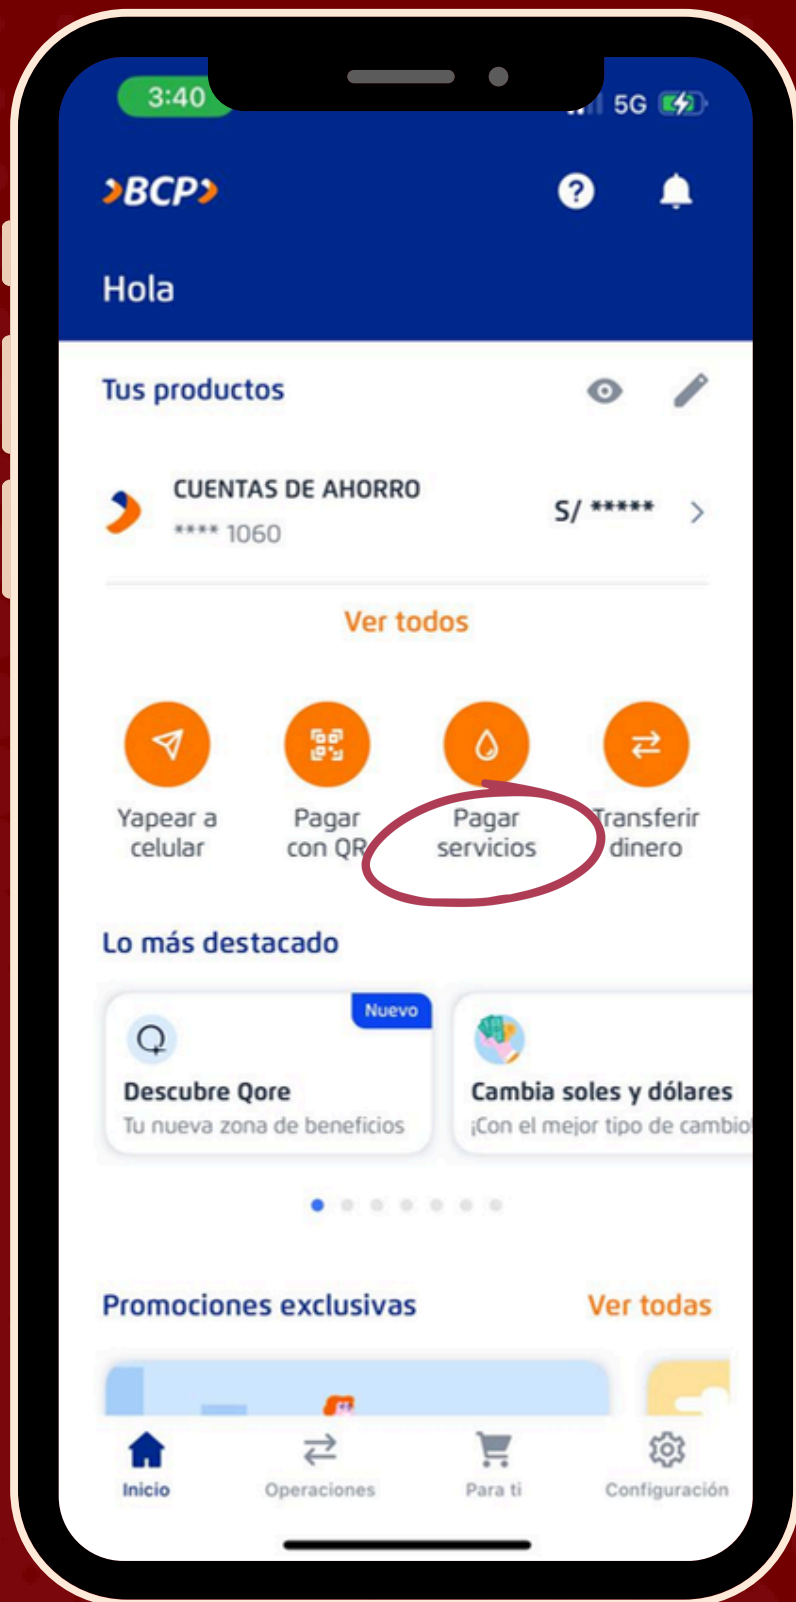 3:40
5G
BCP
Hola
Tus productos
CUENTAS DE AHORRO
S/ *****
**** 1060
Ver todos
Yapear a
celular
Pagar
con QR
Pagar
servicios
Transferir
dinero
Lo más destacado
Nuevo
Descubre Qore
Tu nueva zona de beneficios
Cambia soles y dólares
¡Con el mejor tipo de cambio!
Promociones exclusivas
Ver todas
Inicio
Operaciones
Para ti
Configuración